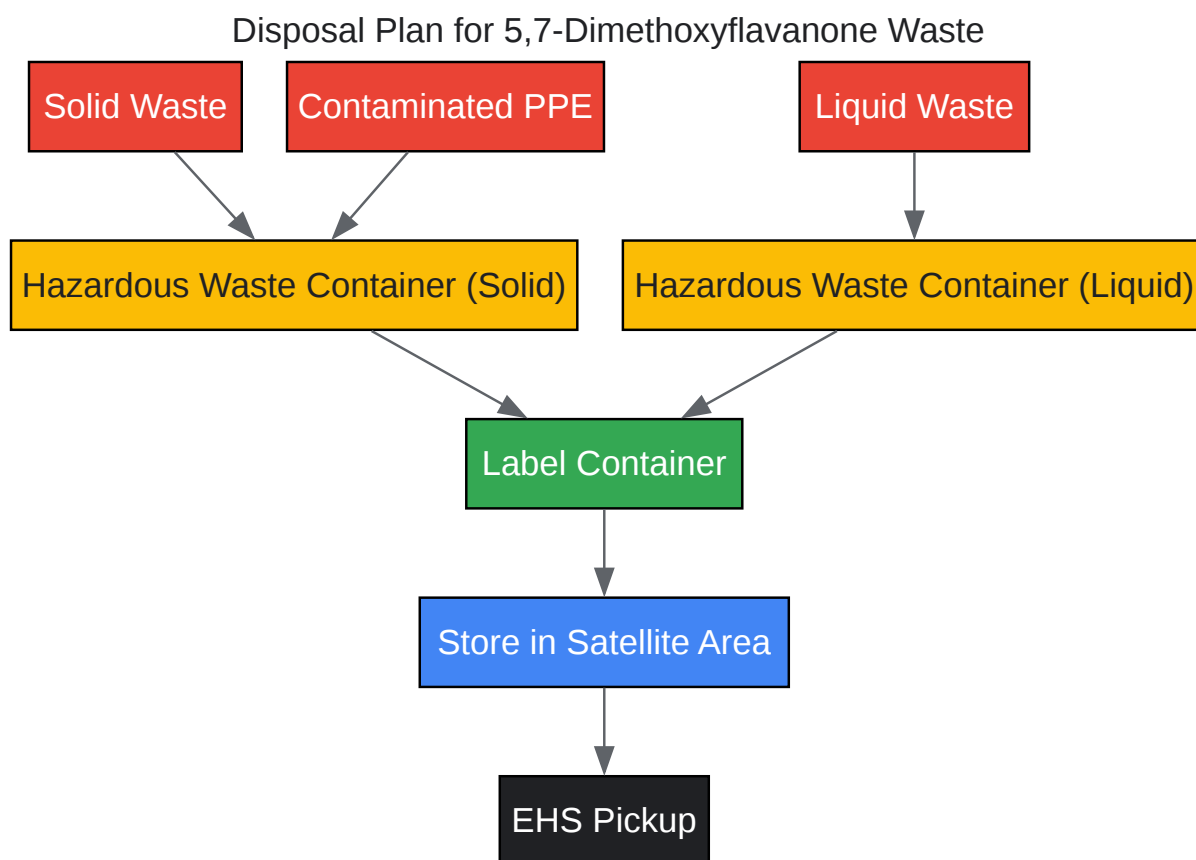 Disposal Plan for 5,7-Dimethoxyflavanone Waste
Solid Waste
Contaminated PPE
Liquid Waste
Hazardous Waste Container (Solid)
Hazardous Waste Container (Liquid)
Label Container
Store in Satellite Area
EHS Pickup